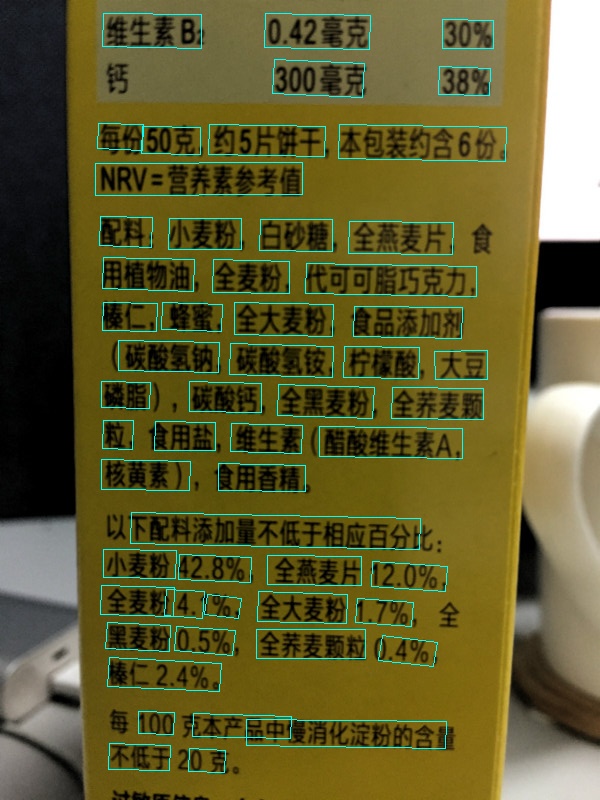 维生素B₂ 0.42毫克 30%
钙 300毫克 38%
每份50克,约5片饼干,本包装约含6份。
NRV=营养素参考值
配料:小麦粉,白砂糖,全燕麦片,食
用植物油,全麦粉,代可可脂巧克力,
榛仁,蜂蜜,全大麦粉,食品添加剂
(碳酸氢钠,碳酸氢铵,柠檬酸,大豆
磷脂),碳酸钙,全黑麦粉,全荞麦颗
粒,食用盐,维生素(醋酸维生素A,
核黄素),食用香精。
以下配料添加量不低于相应百分比:
小麦粉42.8%,全燕麦片12.0%,
全麦粉4.1%,全大麦粉1.7%,全
黑麦粉0.5%,全荞麦颗粒0.4%,
榛仁2.4%。
每100克本产品中慢消化淀粉的含量
不低于20克。